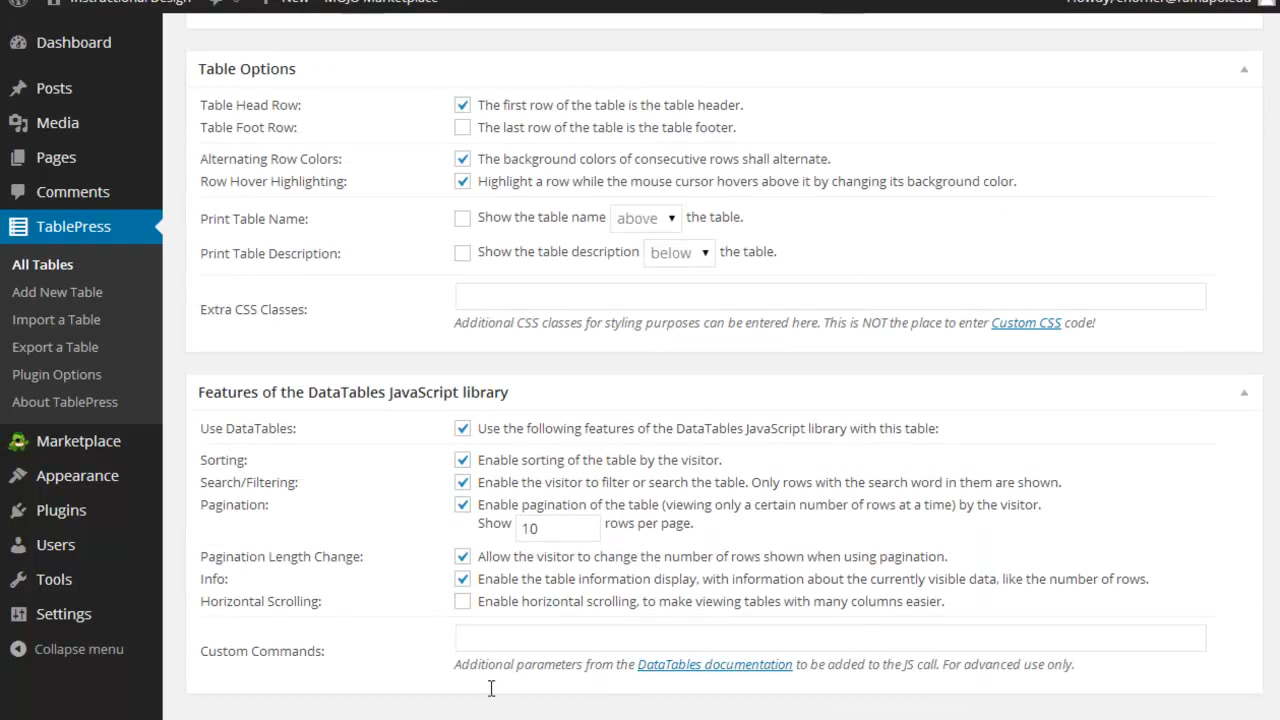 Instructional Design
New
MOJO Marketplace
Dashboard
Posts
Media
Pages
Comments
TablePress
All Tables
Add New Table
Import a Table
Export a Table
Plugin Options
About TablePress
Marketplace
Appearance
Plugins
Users
Tools
Settings
Collapse menu
Table Options
Table Head Row: The first row of the table is the table header.
Table Foot Row: The last row of the table is the table footer.
Alternating Row Colors: The background colors of consecutive rows shall alternate.
Row Hover Highlighting: Highlight a row while the mouse cursor hovers above it by changing its background color.
Print Table Name: Show the table name above the table.
Print Table Description: Show the table description below the table.
Extra CSS Classes:
Additional CSS classes for styling purposes can be entered here. This is NOT the place to enter Custom CSS code!
Features of the DataTables JavaScript library
Use DataTables: Use the following features of the DataTables JavaScript library with this table:
Sorting: Enable sorting of the table by the visitor.
Search/Filtering: Enable the visitor to filter or search the table. Only rows with the search word in them are shown.
Pagination: Enable pagination of the table (viewing only a certain number of rows at a time) by the visitor.
Show 10 rows per page.
Pagination Length Change: Allow the visitor to change the number of rows shown when using pagination.
Info: Enable the table information display, with information about the currently visible data, like the number of rows.
Horizontal Scrolling: Enable horizontal scrolling, to make viewing tables with many columns easier.
Custom Commands:
Additional parameters from the DataTables documentation to be added to the JS call. For advanced use only.